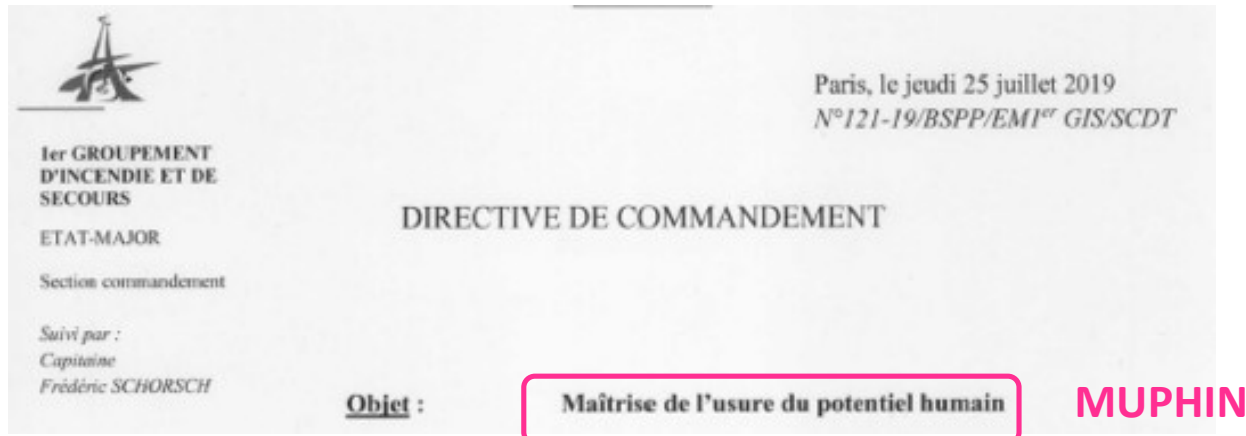 Paris, le jeudi 25 juillet 2019
N°121-19/BSPP/EM1er GIS/SCDT
1er GROUPEMENT
D'INCENDIE ET DE
SECOURS
ETAT-MAJOR
Section commandement
Suivi par :
Capitaine
Frédéric SCHORSCH
DIRECTIVE DE COMMANDEMENT
Objet : Maîtrise de l'usure du potentiel humain MUPHIN